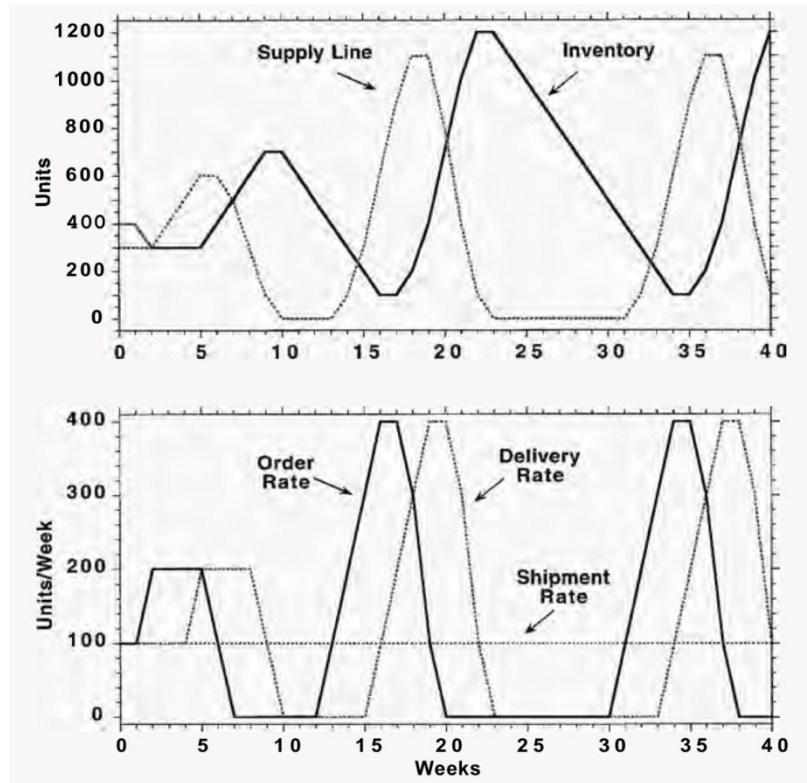 1200
Supply Line Inventory
1000
800
Units
600
400
200
0
0 5 10 15 20 25 30 35 40
400
Order Rate
Delivery Rate
300
Units/Week
200
Shipment Rate
100
0
0 5 10 15 20 25 30 35 40
Weeks